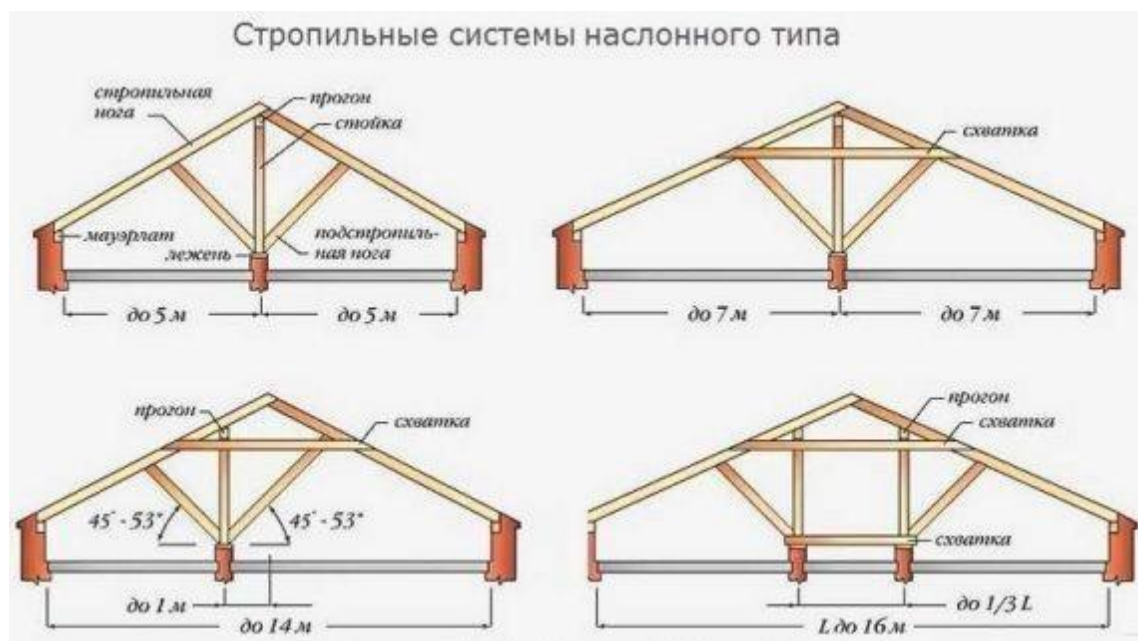 Стропильные системы наслонного типа
стропильная
нога
прогон
стойка
мауэрлат
лежень
подстропиль-
ная нога
до 5 м
до 5 м
схватка
до 7 м
до 7 м
прогон
схватка
45° - 53°
45° - 53°
до 1 м
до 14 м
прогон
схватка
схватка
до 1/3 L
L до 16 м